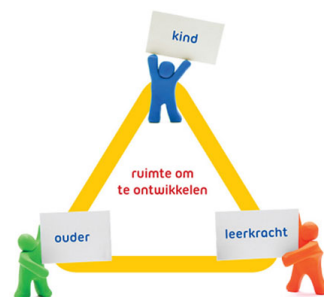 kind
ruimte om
te ontwikkelen
ouder
leerkracht